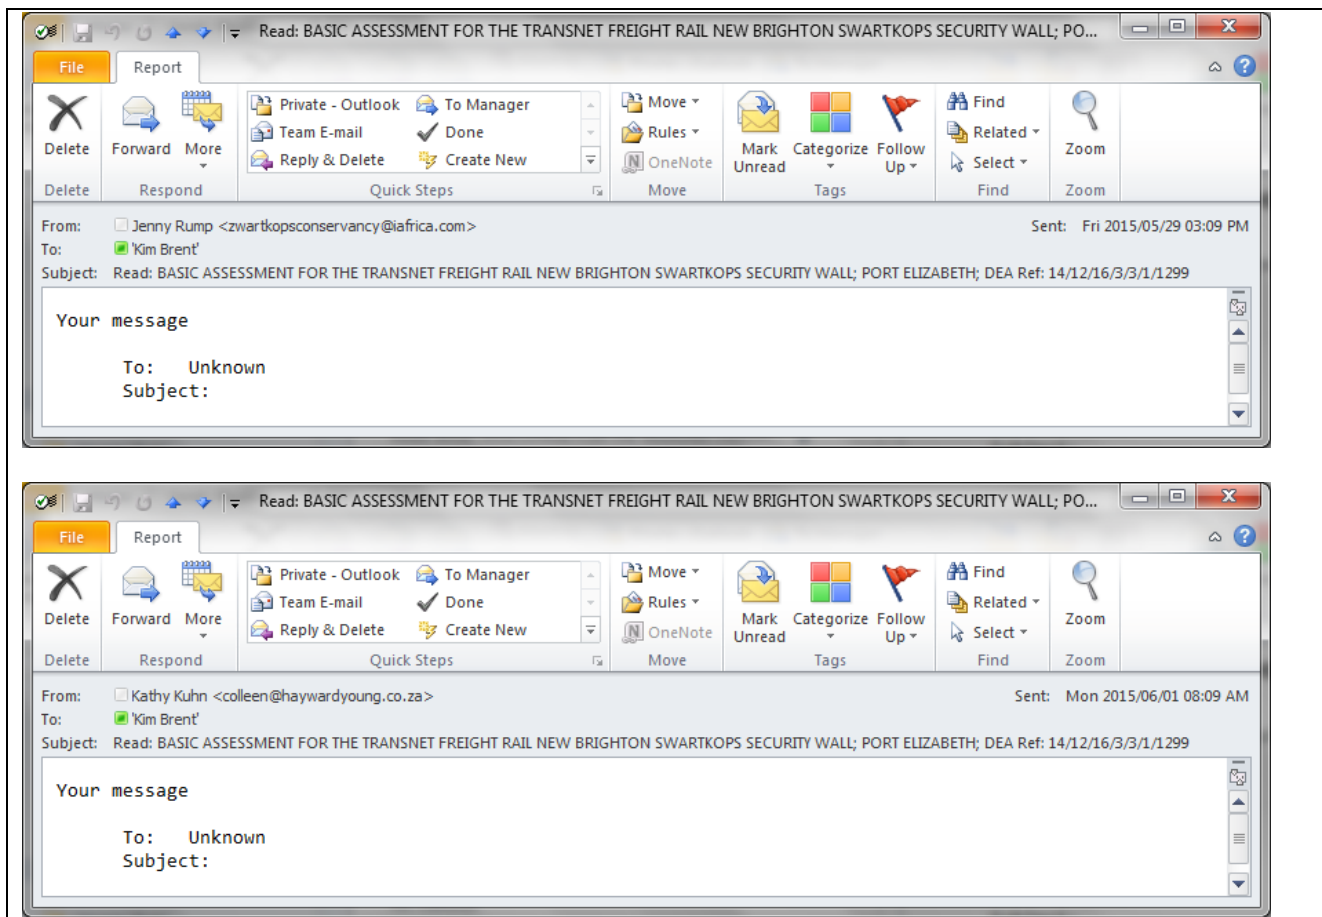 Read: BASIC ASSESSMENT FOR THE TRANSNET FREIGHT RAIL NEW BRIGHTON SWARTKOPS SECURITY WALL; PO...
File Report
Private - Outlook To Manager Move Find
Team E-mail Done Rules Related
Delete Forward More Reply & Delete Create New OneNote Mark Unread Categorize Follow Up Select Zoom
Delete Respond Quick Steps Move Tags Find Zoom
From: Jenny Rump <zwartkopsconservancy@iafrica.com> Sent: Fri 2015/05/29 03:09 PM
To: 'Kim Brent'
Subject: Read: BASIC ASSESSMENT FOR THE TRANSNET FREIGHT RAIL NEW BRIGHTON SWARTKOPS SECURITY WALL; PORT ELIZABETH; DEA Ref: 14/12/16/3/3/1/1299
Your message
To: Unknown
Subject:
Read: BASIC ASSESSMENT FOR THE TRANSNET FREIGHT RAIL NEW BRIGHTON SWARTKOPS SECURITY WALL; PO...
File Report
Private - Outlook To Manager Move Find
Team E-mail Done Rules Related
Delete Forward More Reply & Delete Create New OneNote Mark Unread Categorize Follow Up Select Zoom
Delete Respond Quick Steps Move Tags Find Zoom
From: Kathy Kuhn <colleen@haywardyoung.co.za> Sent: Mon 2015/06/01 08:09 AM
To: 'Kim Brent'
Subject: Read: BASIC ASSESSMENT FOR THE TRANSNET FREIGHT RAIL NEW BRIGHTON SWARTKOPS SECURITY WALL; PORT ELIZABETH; DEA Ref: 14/12/16/3/3/1/1299
Your message
To: Unknown
Subject: